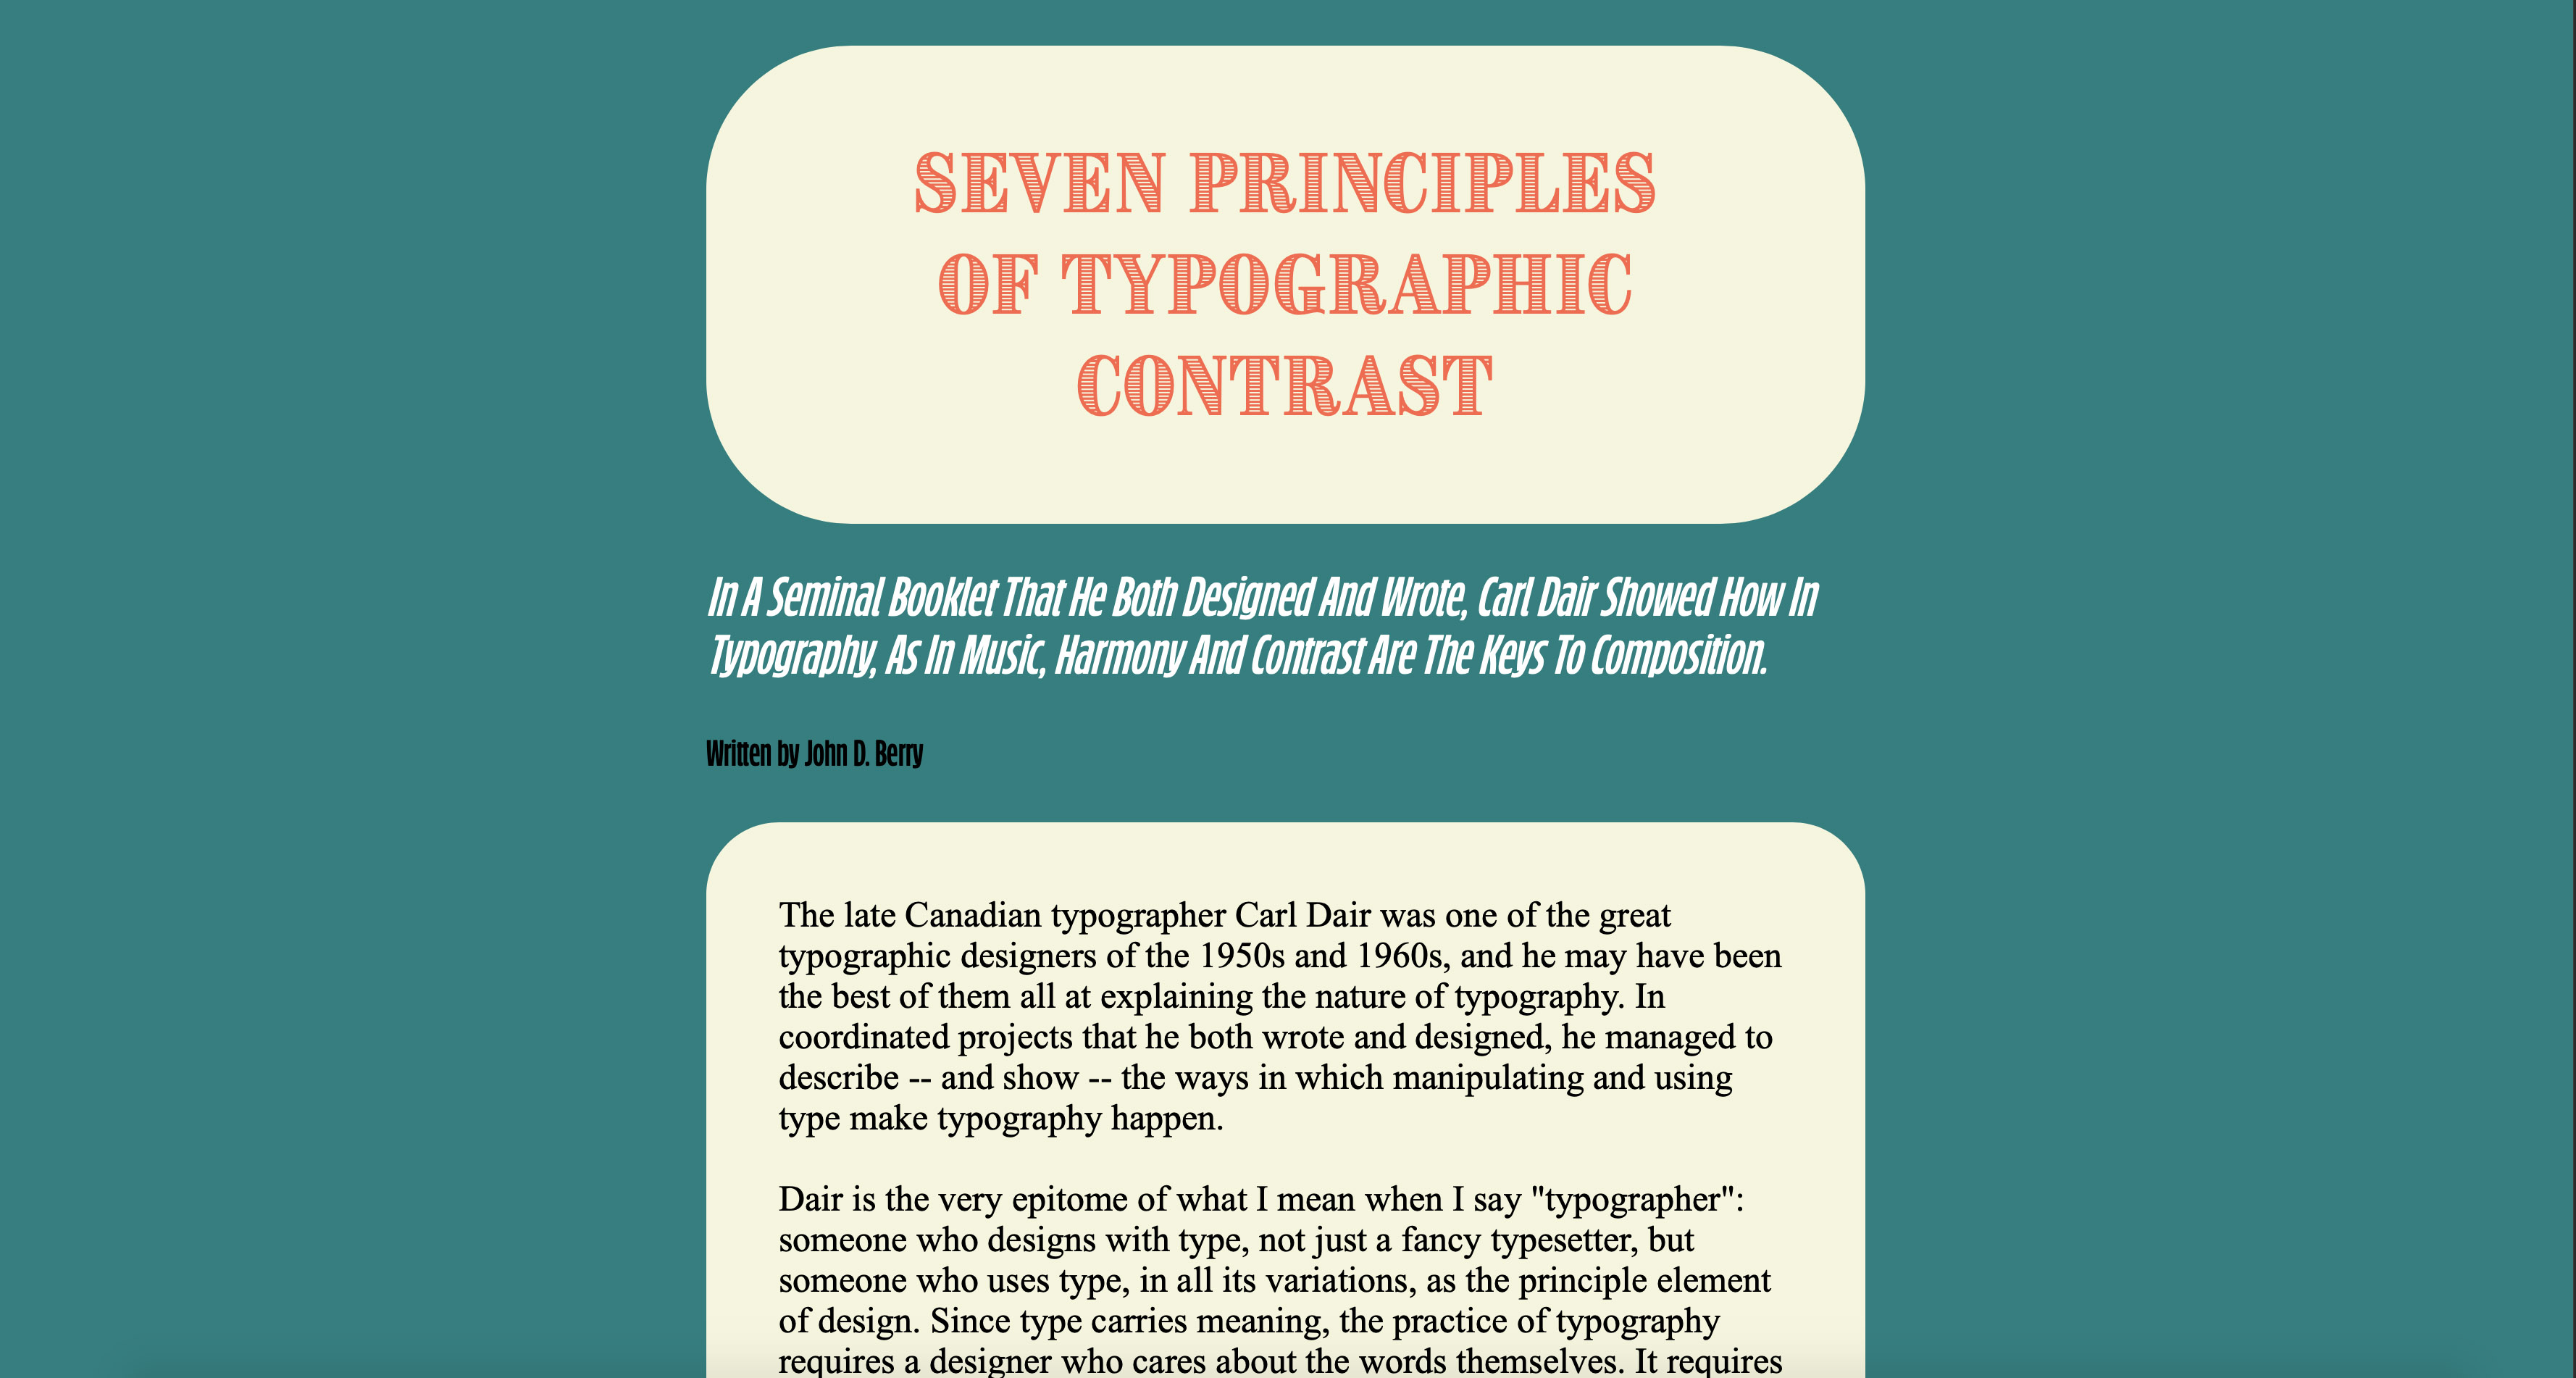 SEVEN PRINCIPLES
OF TYPOGRAPHIC
CONTRAST
In A Seminal Booklet That He Both Designed And Wrote, Carl Dair Showed How In
Typography, As In Music, Harmony And Contrast Are The Keys To Composition.
Written by John D. Berry
The late Canadian typographer Carl Dair was one of the great
typographic designers of the 1950s and 1960s, and he may have been
the best of them all at explaining the nature of typography. In
coordinated projects that he both wrote and designed, he managed to
describe -- and show -- the ways in which manipulating and using
type make typography happen.
Dair is the very epitome of what I mean when I say "typographer":
someone who designs with type, not just a fancy typesetter, but
someone who uses type, in all its variations, as the principle element
of design. Since type carries meaning, the practice of typography
requires a designer who cares about the words themselves. It requires